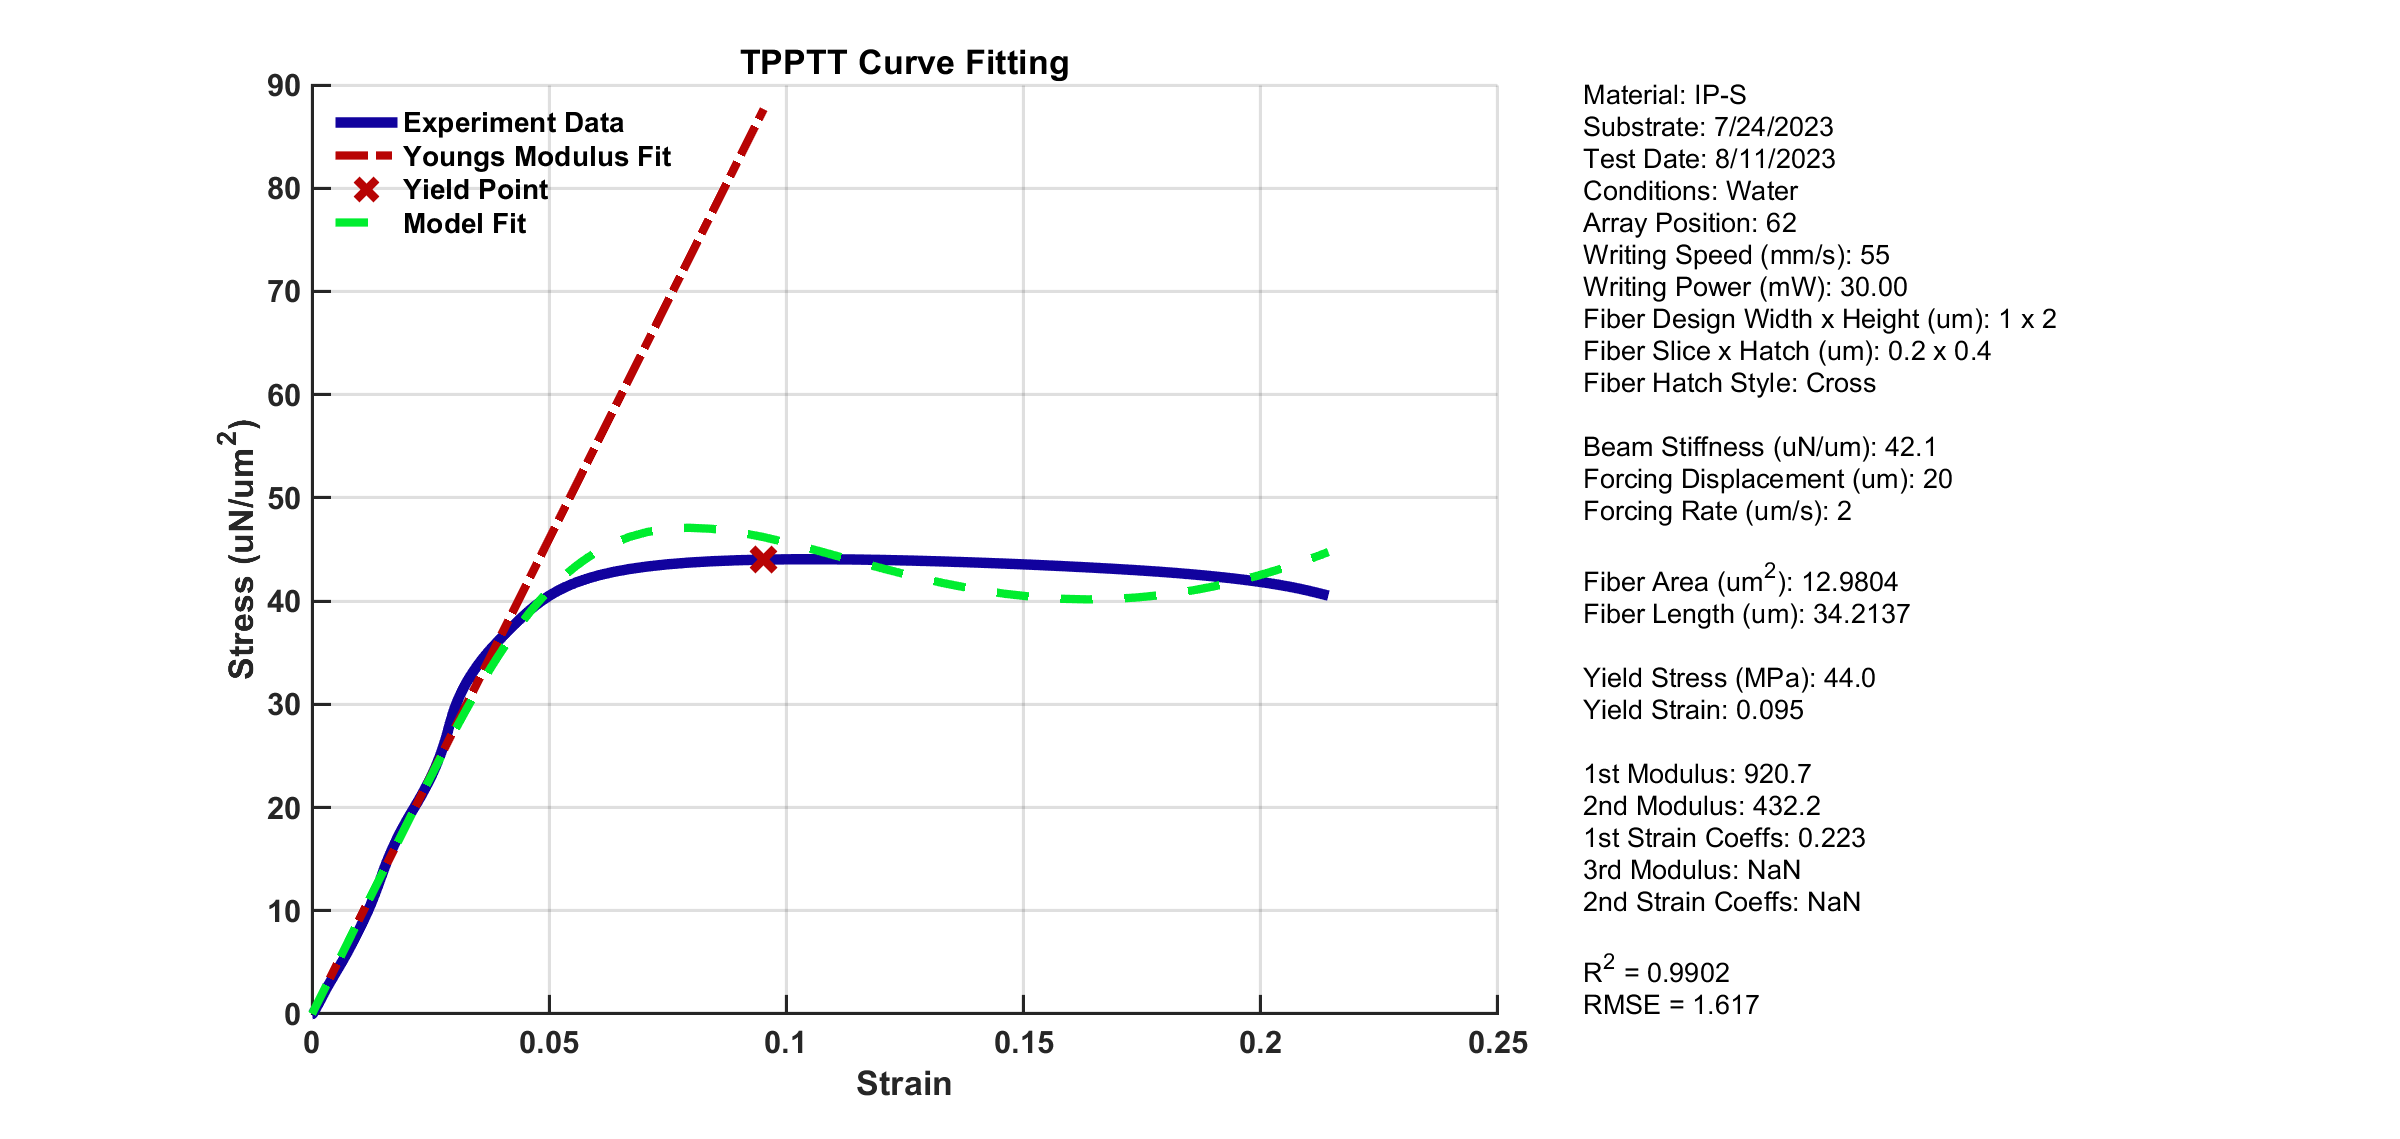 TPPTT Curve Fitting
90
80
70
60
50
40
30
20
10
0
Stress (uN/um²)
Experiment Data
Youngs Modulus Fit
Yield Point
Model Fit
0
0.05
0.1
0.15
0.2
0.25
Strain
Material: IP-S
Substrate: 7/24/2023
Test Date: 8/11/2023
Conditions: Water
Array Position: 62
Writing Speed (mm/s): 55
Writing Power (mW): 30.00
Fiber Design Width x Height (um): 1 x 2
Fiber Slice x Hatch (um): 0.2 x 0.4
Fiber Hatch Style: Cross
Beam Stiffness (uN/um): 42.1
Forcing Displacement (um): 20
Forcing Rate (um/s): 2
Fiber Area (um²): 12.9804
Fiber Length (um): 34.2137
Yield Stress (MPa): 44.0
Yield Strain: 0.095
1st Modulus: 920.7
2nd Modulus: 432.2
1st Strain Coeffs: 0.223
3rd Modulus: NaN
2nd Strain Coeffs: NaN
R² = 0.9902
RMSE = 1.617